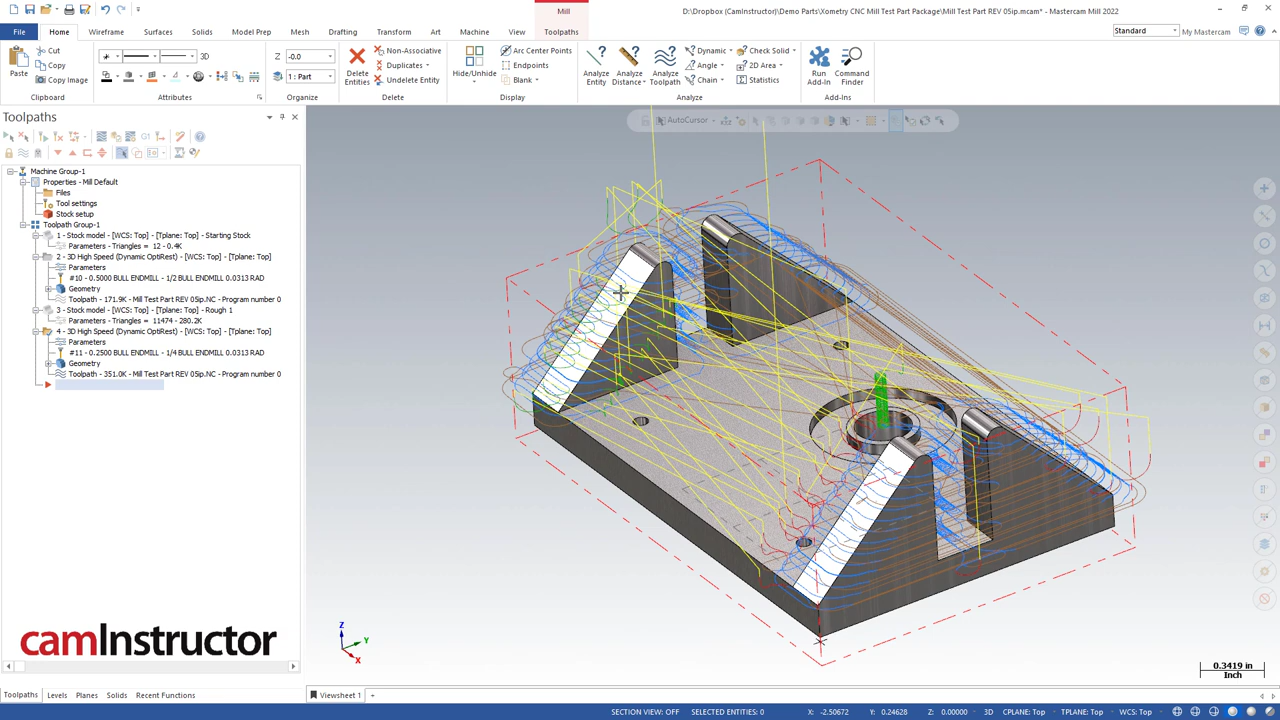 Mill
D:\Dropbox (CamInstructor)\Demo Parts\Xometry CNC Mill Test Part Package\Mill Test Part REV 05ip.mcam* - Mastercam Mill 2022
File Home Wireframe Surfaces Solids Model Prep Mesh Drafting Transform Art Machine View Toolpaths Standard My Mastercam
Paste Cut Copy Copy Image
Clipboard
3D
Attributes
Z -0.0
1 : Part
Organize
Delete Entities Non-Associative Duplicates Undelete Entity
Delete
Hide/Unhide Arc Center Points Endpoints Blank
Display
Analyze Entity Analyze Distance Analyze Toolpath Dynamic Angle Chain Check Solid 2D Area Statistics
Analyze
Run Add-In Command Finder
Add-Ins
Toolpaths
AutoCursor
G1
Machine Group-1
Properties - Mill Default
Files
Tool settings
Stock setup
Toolpath Group-1
1 - Stock model - [WCS: Top] - [Tplane: Top] - Starting Stock
Parameters - Triangles = 12 - 0.4K
2 - 3D High Speed (Dynamic OptiRest) - [WCS: Top] - [Tplane: Top]
Parameters
#10 - 0.5000 BULL ENDMILL - 1/2 BULL ENDMILL 0.0313 RAD
Geometry
Toolpath - 171.9K - Mill Test Part REV 05ip.NC - Program number 0
3 - Stock model - [WCS: Top] - [Tplane: Top] - Rough 1
Parameters - Triangles = 11474 - 280.2K
4 - 3D High Speed (Dynamic OptiRest) - [WCS: Top] - [Tplane: Top]
Parameters
#11 - 0.2500 BULL ENDMILL - 1/4 BULL ENDMILL 0.0313 RAD
Geometry
Toolpath - 351.0K - Mill Test Part REV 05ip.NC - Program number 0
camInstructor
Z
Y
X
0.3419 in
Inch
Toolpaths Levels Planes Solids Recent Functions
Viewsheet 1 +
SECTION VIEW: OFF SELECTED ENTITIES: 0 X: -2.50672 Y: 0.24628 Z: 0.00000 3D CPLANE: Top TPLANE: Top WCS: Top